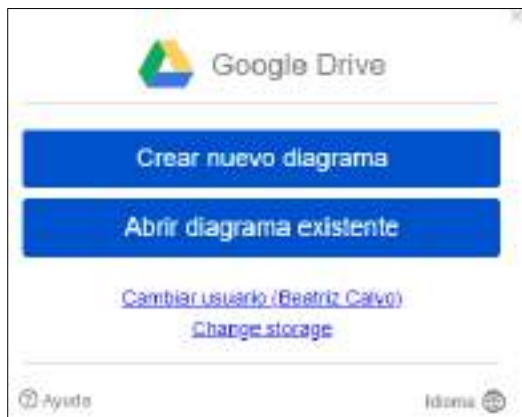 Google Drive
Crear nuevo diagrama
Abrir diagrama existente
Cambiar usuario (Beatriz Calvo)
Change storage
Ayuda
Idioma